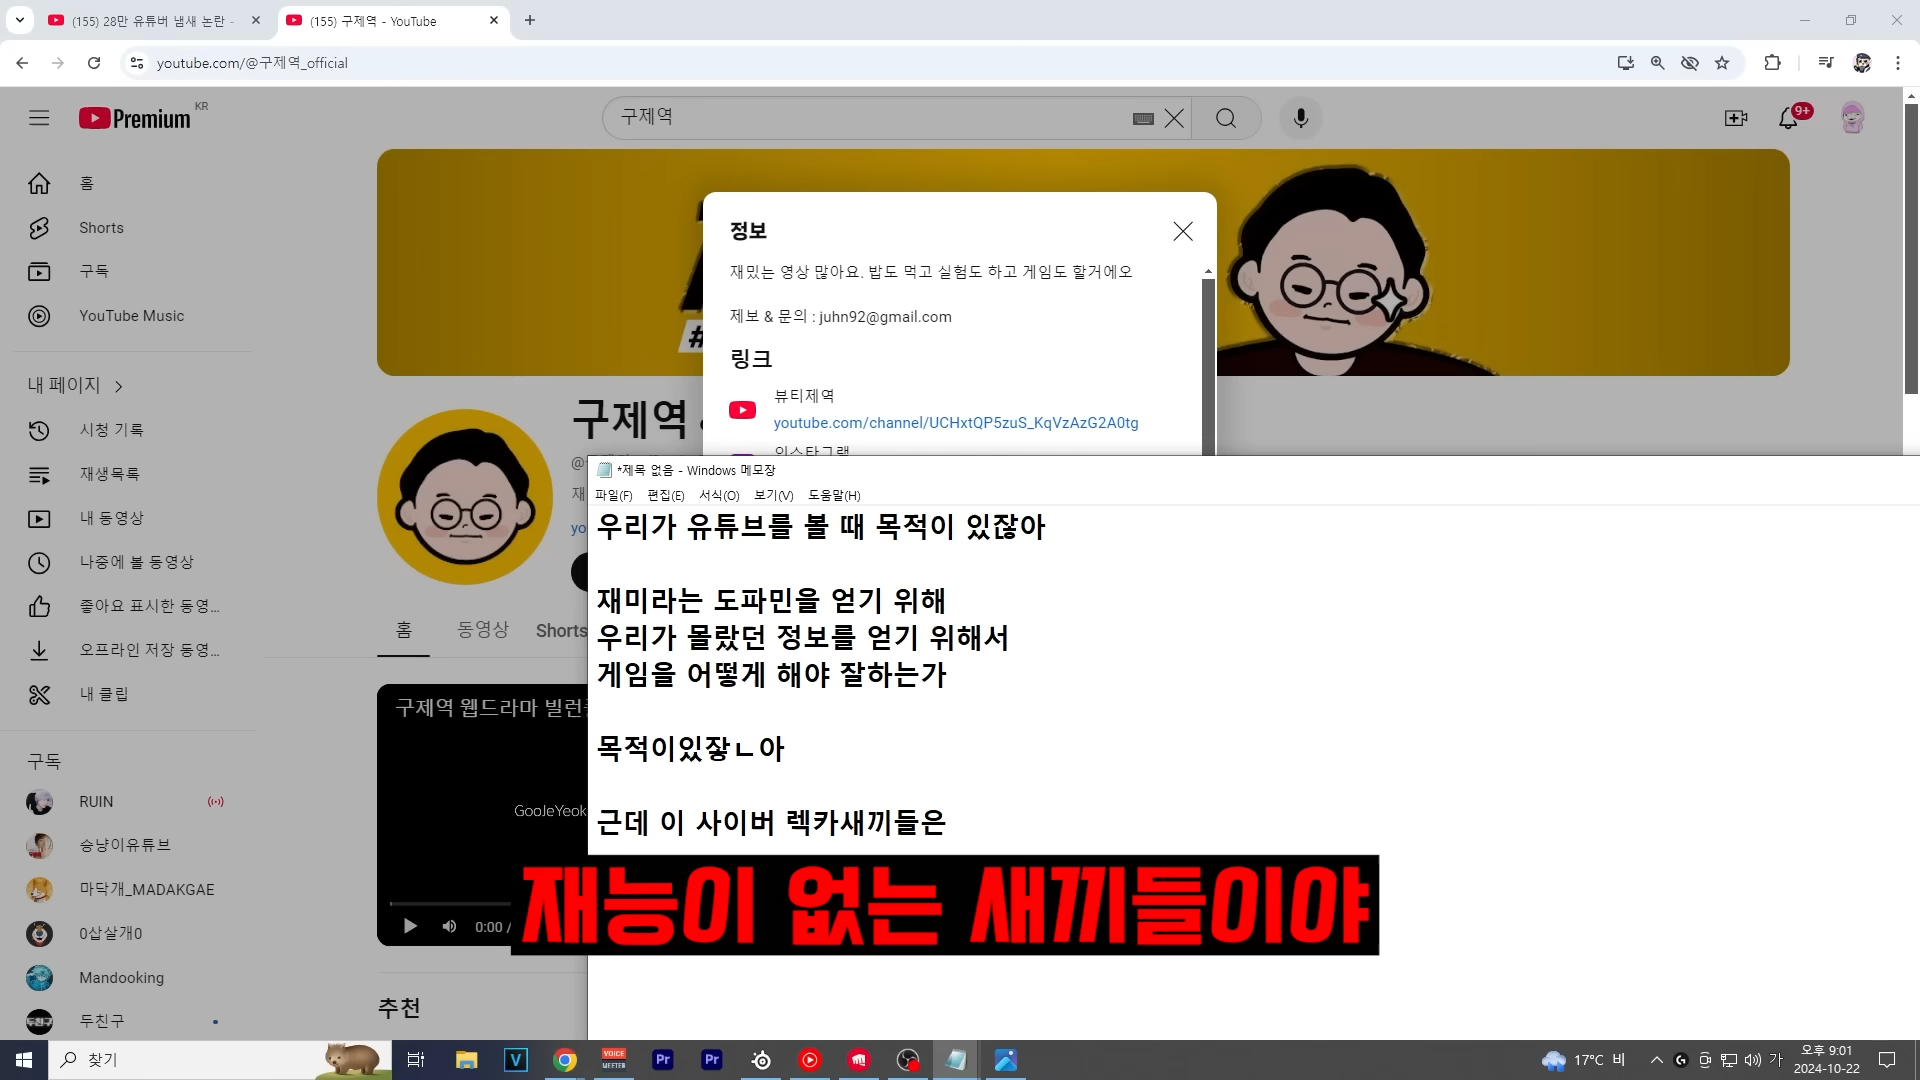 (155) 28만 유튜버 냄새 논란 -
(155) 구제역 - YouTube
youtube.com/@구제역_official
Premium KR
구제역
9+
홈
Shorts
구독
YouTube Music
내 페이지
시청 기록
재생목록
내 동영상
나중에 볼 동영상
좋아요 표시한 동영...
오프라인 저장 동영...
내 클립
구독
RUIN
승냥이유튜브
마닥개_MADAKGAE
0삽살개0
Mandooking
두친구
정보
재밌는 영상 많아요. 밥도 먹고 실험도 하고 게임도 할거에오
제보 & 문의 : juhn92@gmail.com
링크
뷰티제역
youtube.com/channel/UCHxtQP5zuS_KqVzAzG2A0tg
인스타그램
구제역
홈
동영상
Shorts
구제역 웹드라마 빌런
GooJeYeok
0:00 /
추천
*제목 없음 - Windows 메모장
파일(F) 편집(E) 서식(O) 보기(V) 도움말(H)
우리가 유튜브를 볼 때 목적이 있잖아
재미라는 도파민을 얻기 위해
우리가 몰랐던 정보를 얻기 위해서
게임을 어떻게 해야 잘하는가
목적이있잫ㄴ아
근데 이 사이버 렉카새끼들은
재능이 없는 새끼들이야
찾기
V
VOICE
MEETER
Pr
Pr
17°C 비
가
오후 9:01
2024-10-22